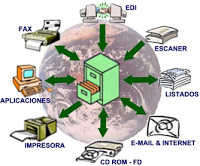 EDI
FAX
ESCANER
APLICACIONES
LISTADOS
IMPRESORA
E-MAIL & INTERNET
CD ROM - FD